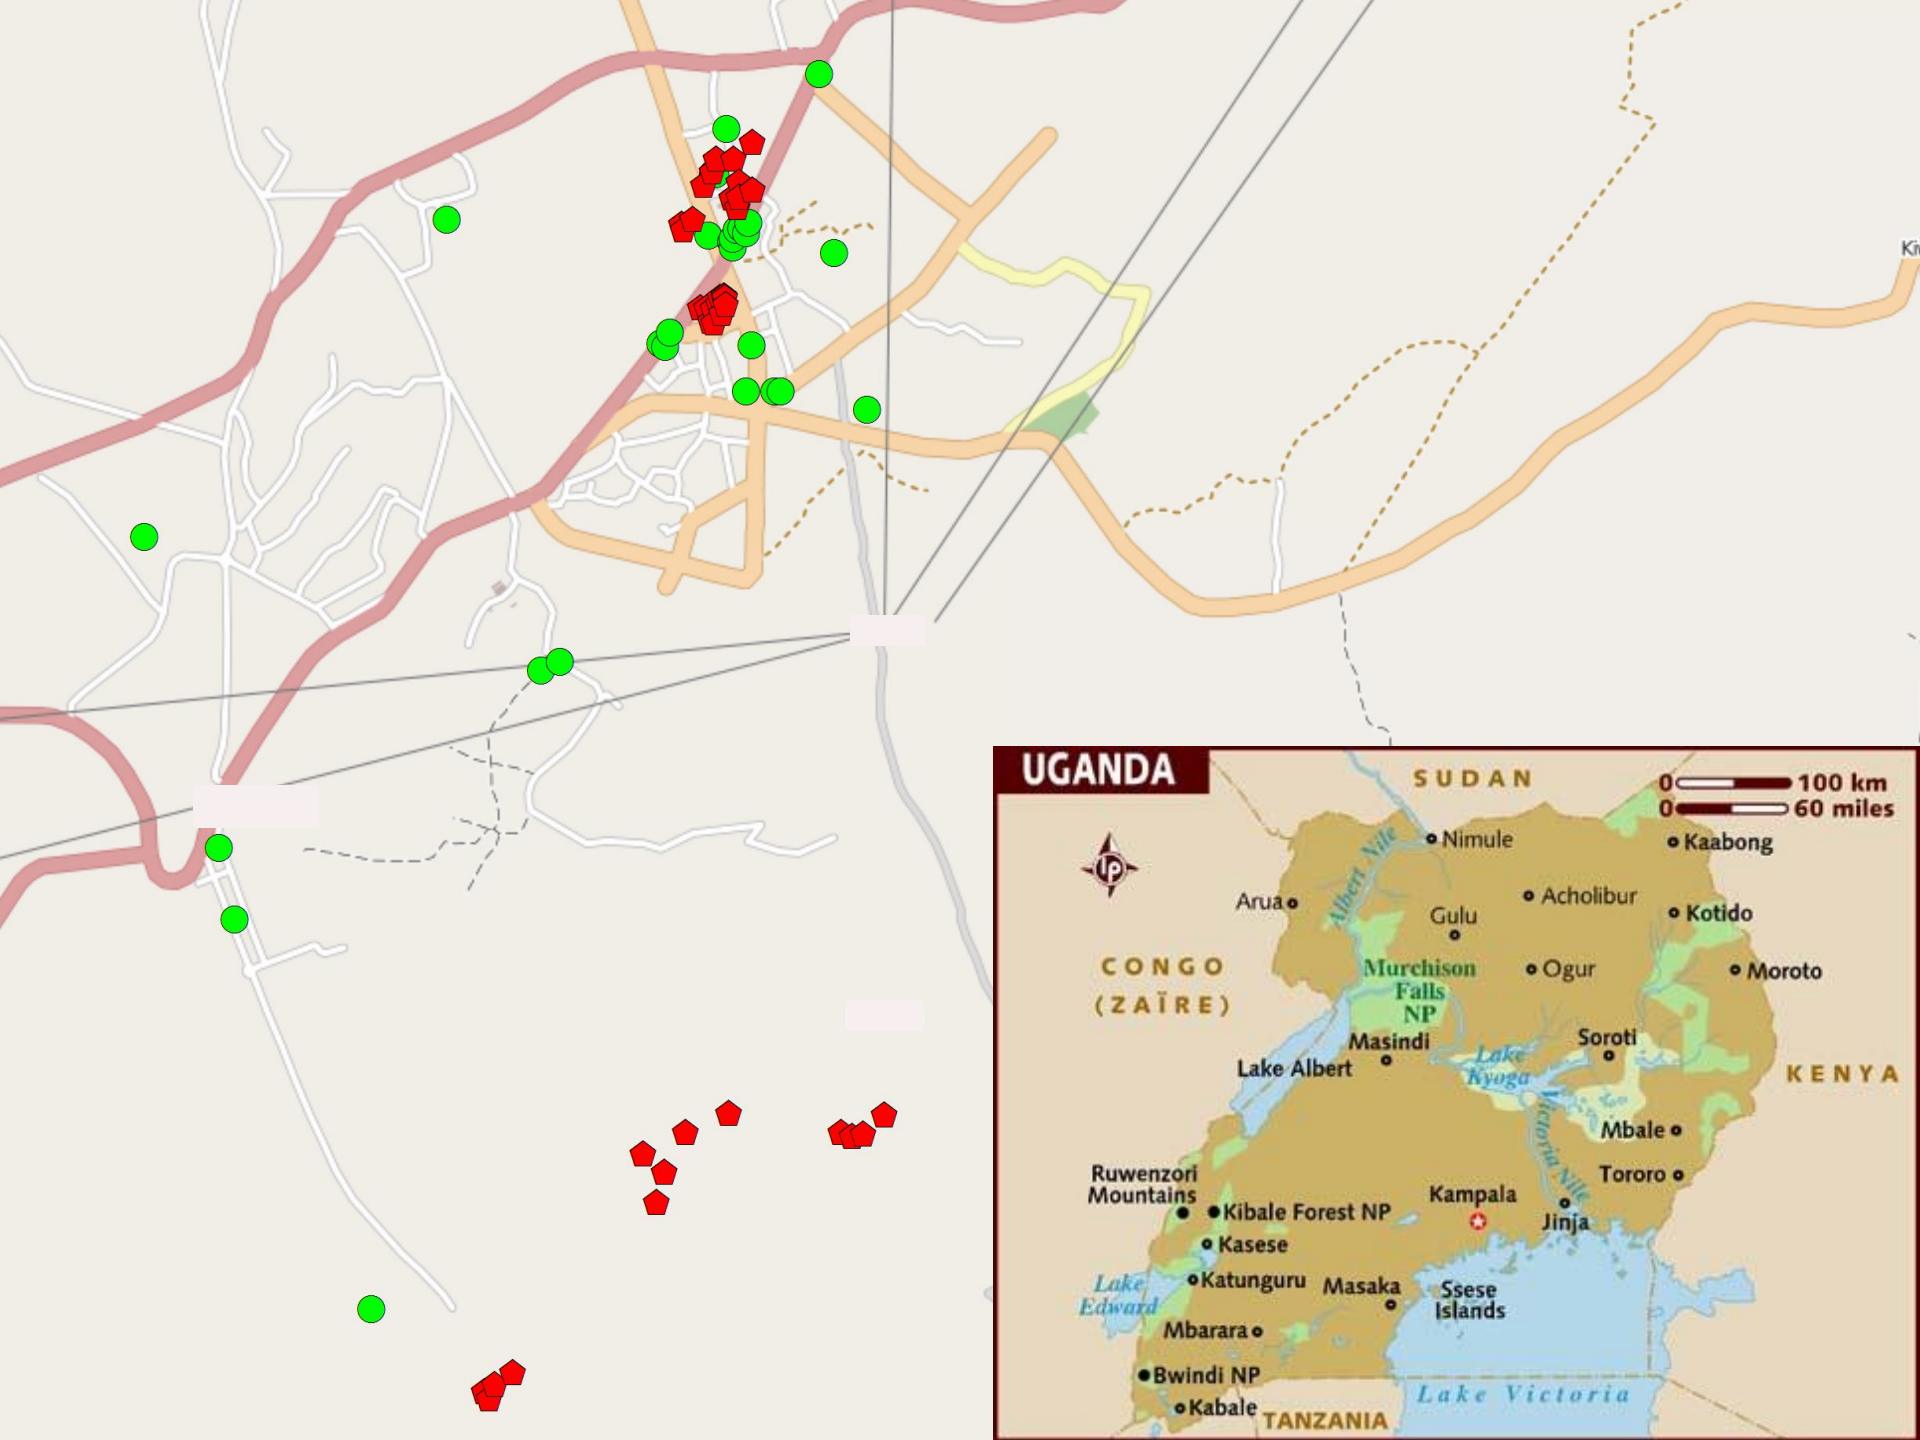 Ki
UGANDA
SUDAN
0 100 km
0 60 miles
Nimule
Kaabong
Albert Nile
Arua
Acholibur
Gulu
Kotido
CONGO
(ZAÏRE)
Murchison
Falls
NP
Ogur
Moroto
Masindi
Soroti
Lake Albert
Lake
Kyoga
KENYA
Victoria Nile
Mbale
Ruwenzori
Mountains
Tororo
Kampala
Kibale Forest NP
Jinja
Kasese
Lake
Edward
Katunguru
Masaka
Ssese
Islands
Mbarara
Bwindi NP
Lake Victoria
Kabale
TANZANIA
lp